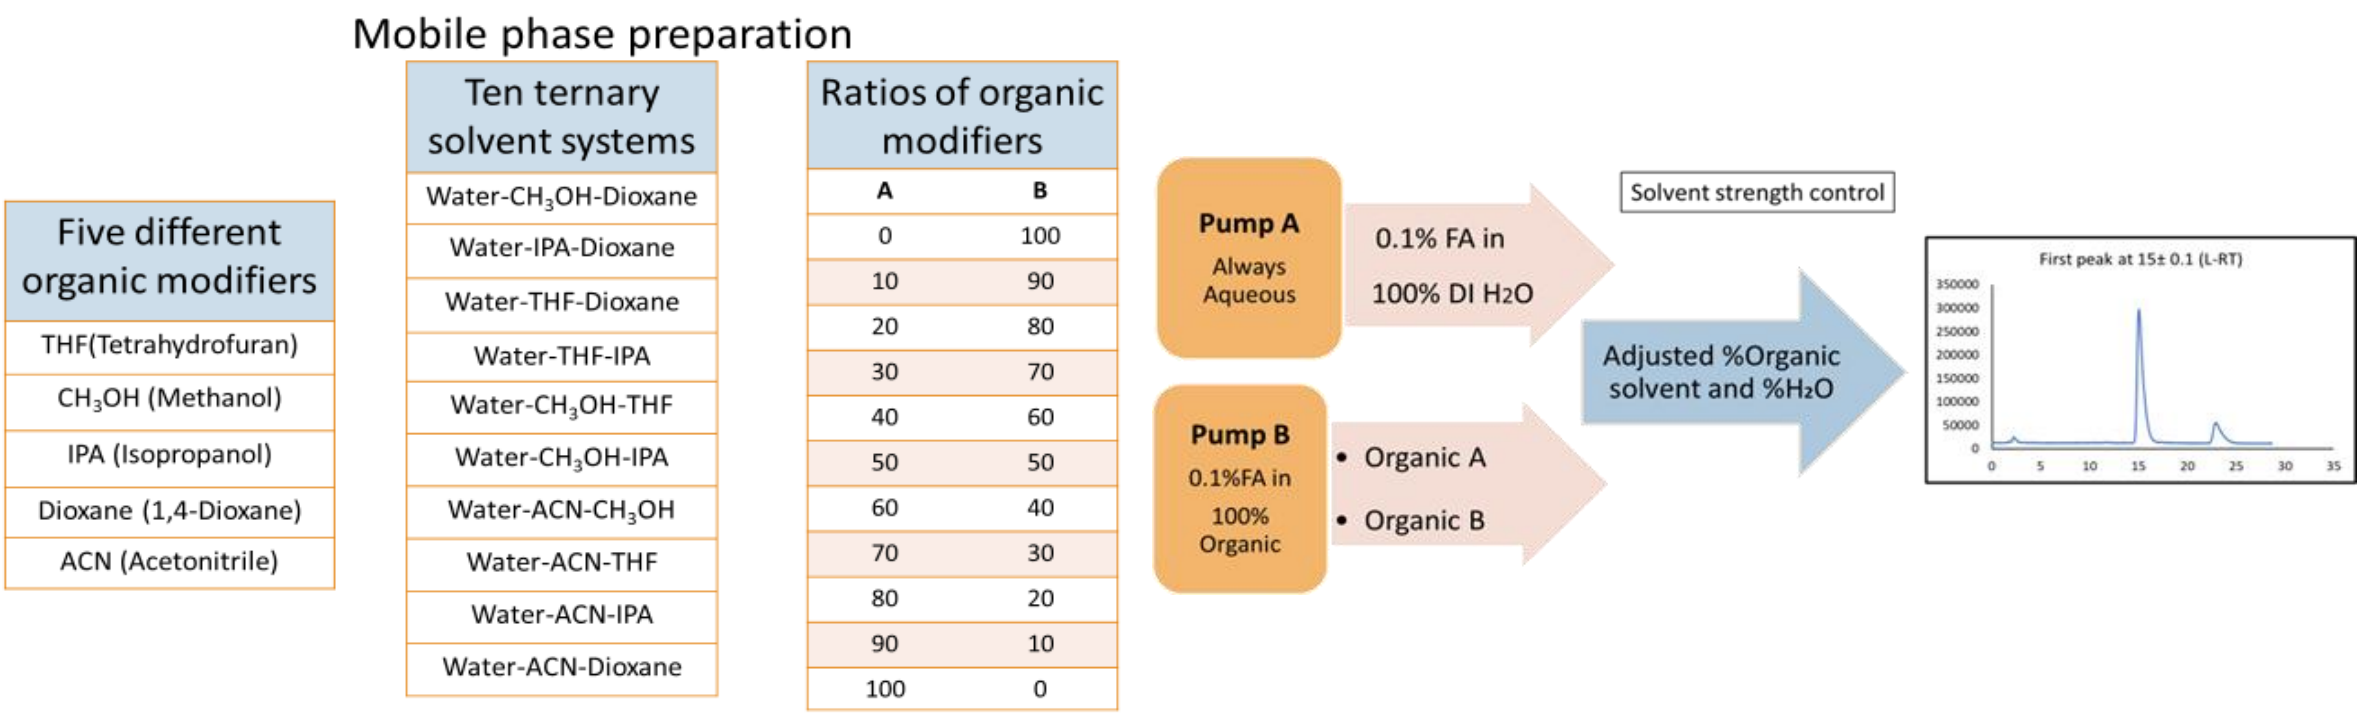 Mobile phase preparation
Five different
organic modifiers
THF(Tetrahydrofuran)
CH₃OH (Methanol)
IPA (Isopropanol)
Dioxane (1,4-Dioxane)
ACN (Acetonitrile)
Ten ternary
solvent systems
Water-CH₃OH-Dioxane
Water-IPA-Dioxane
Water-THF-Dioxane
Water-THF-IPA
Water-CH₃OH-THF
Water-CH₃OH-IPA
Water-ACN-CH₃OH
Water-ACN-THF
Water-ACN-IPA
Water-ACN-Dioxane
Ratios of organic
modifiers
A B
0 100
10 90
20 80
30 70
40 60
50 50
60 40
70 30
80 20
90 10
100 0
Pump A
Always
Aqueous
0.1% FA in
100% DI H2O
Pump B
0.1%FA in
100%
Organic
• Organic A
• Organic B
Solvent strength control
Adjusted %Organic
solvent and %H₂O
First peak at 15± 0.1 (L-RT)
350000
300000
250000
200000
150000
100000
50000
0
0 5 10 15 20 25 30 35